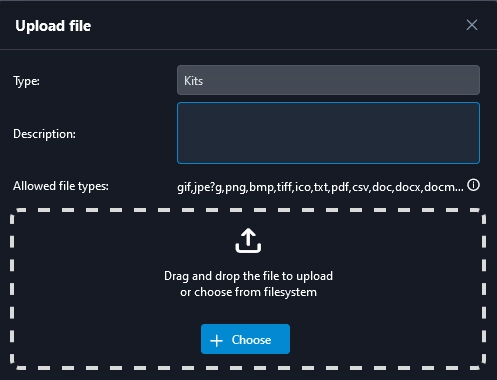 Upload file
Type:
Kits
Description:
Allowed file types:
gif,jpe?g,png,bmp,tiff,ico,txt,pdf,csv,doc,docx,docm...
Drag and drop the file to upload
or choose from filesystem
+ Choose